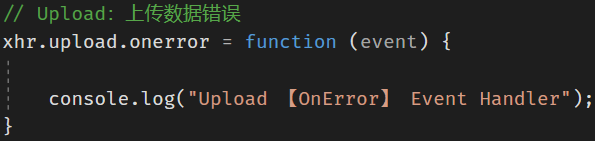 // Upload：上传数据错误
xhr.upload.onerror = function (event) {
console.log("Upload 【OnError】 Event Handler");
}